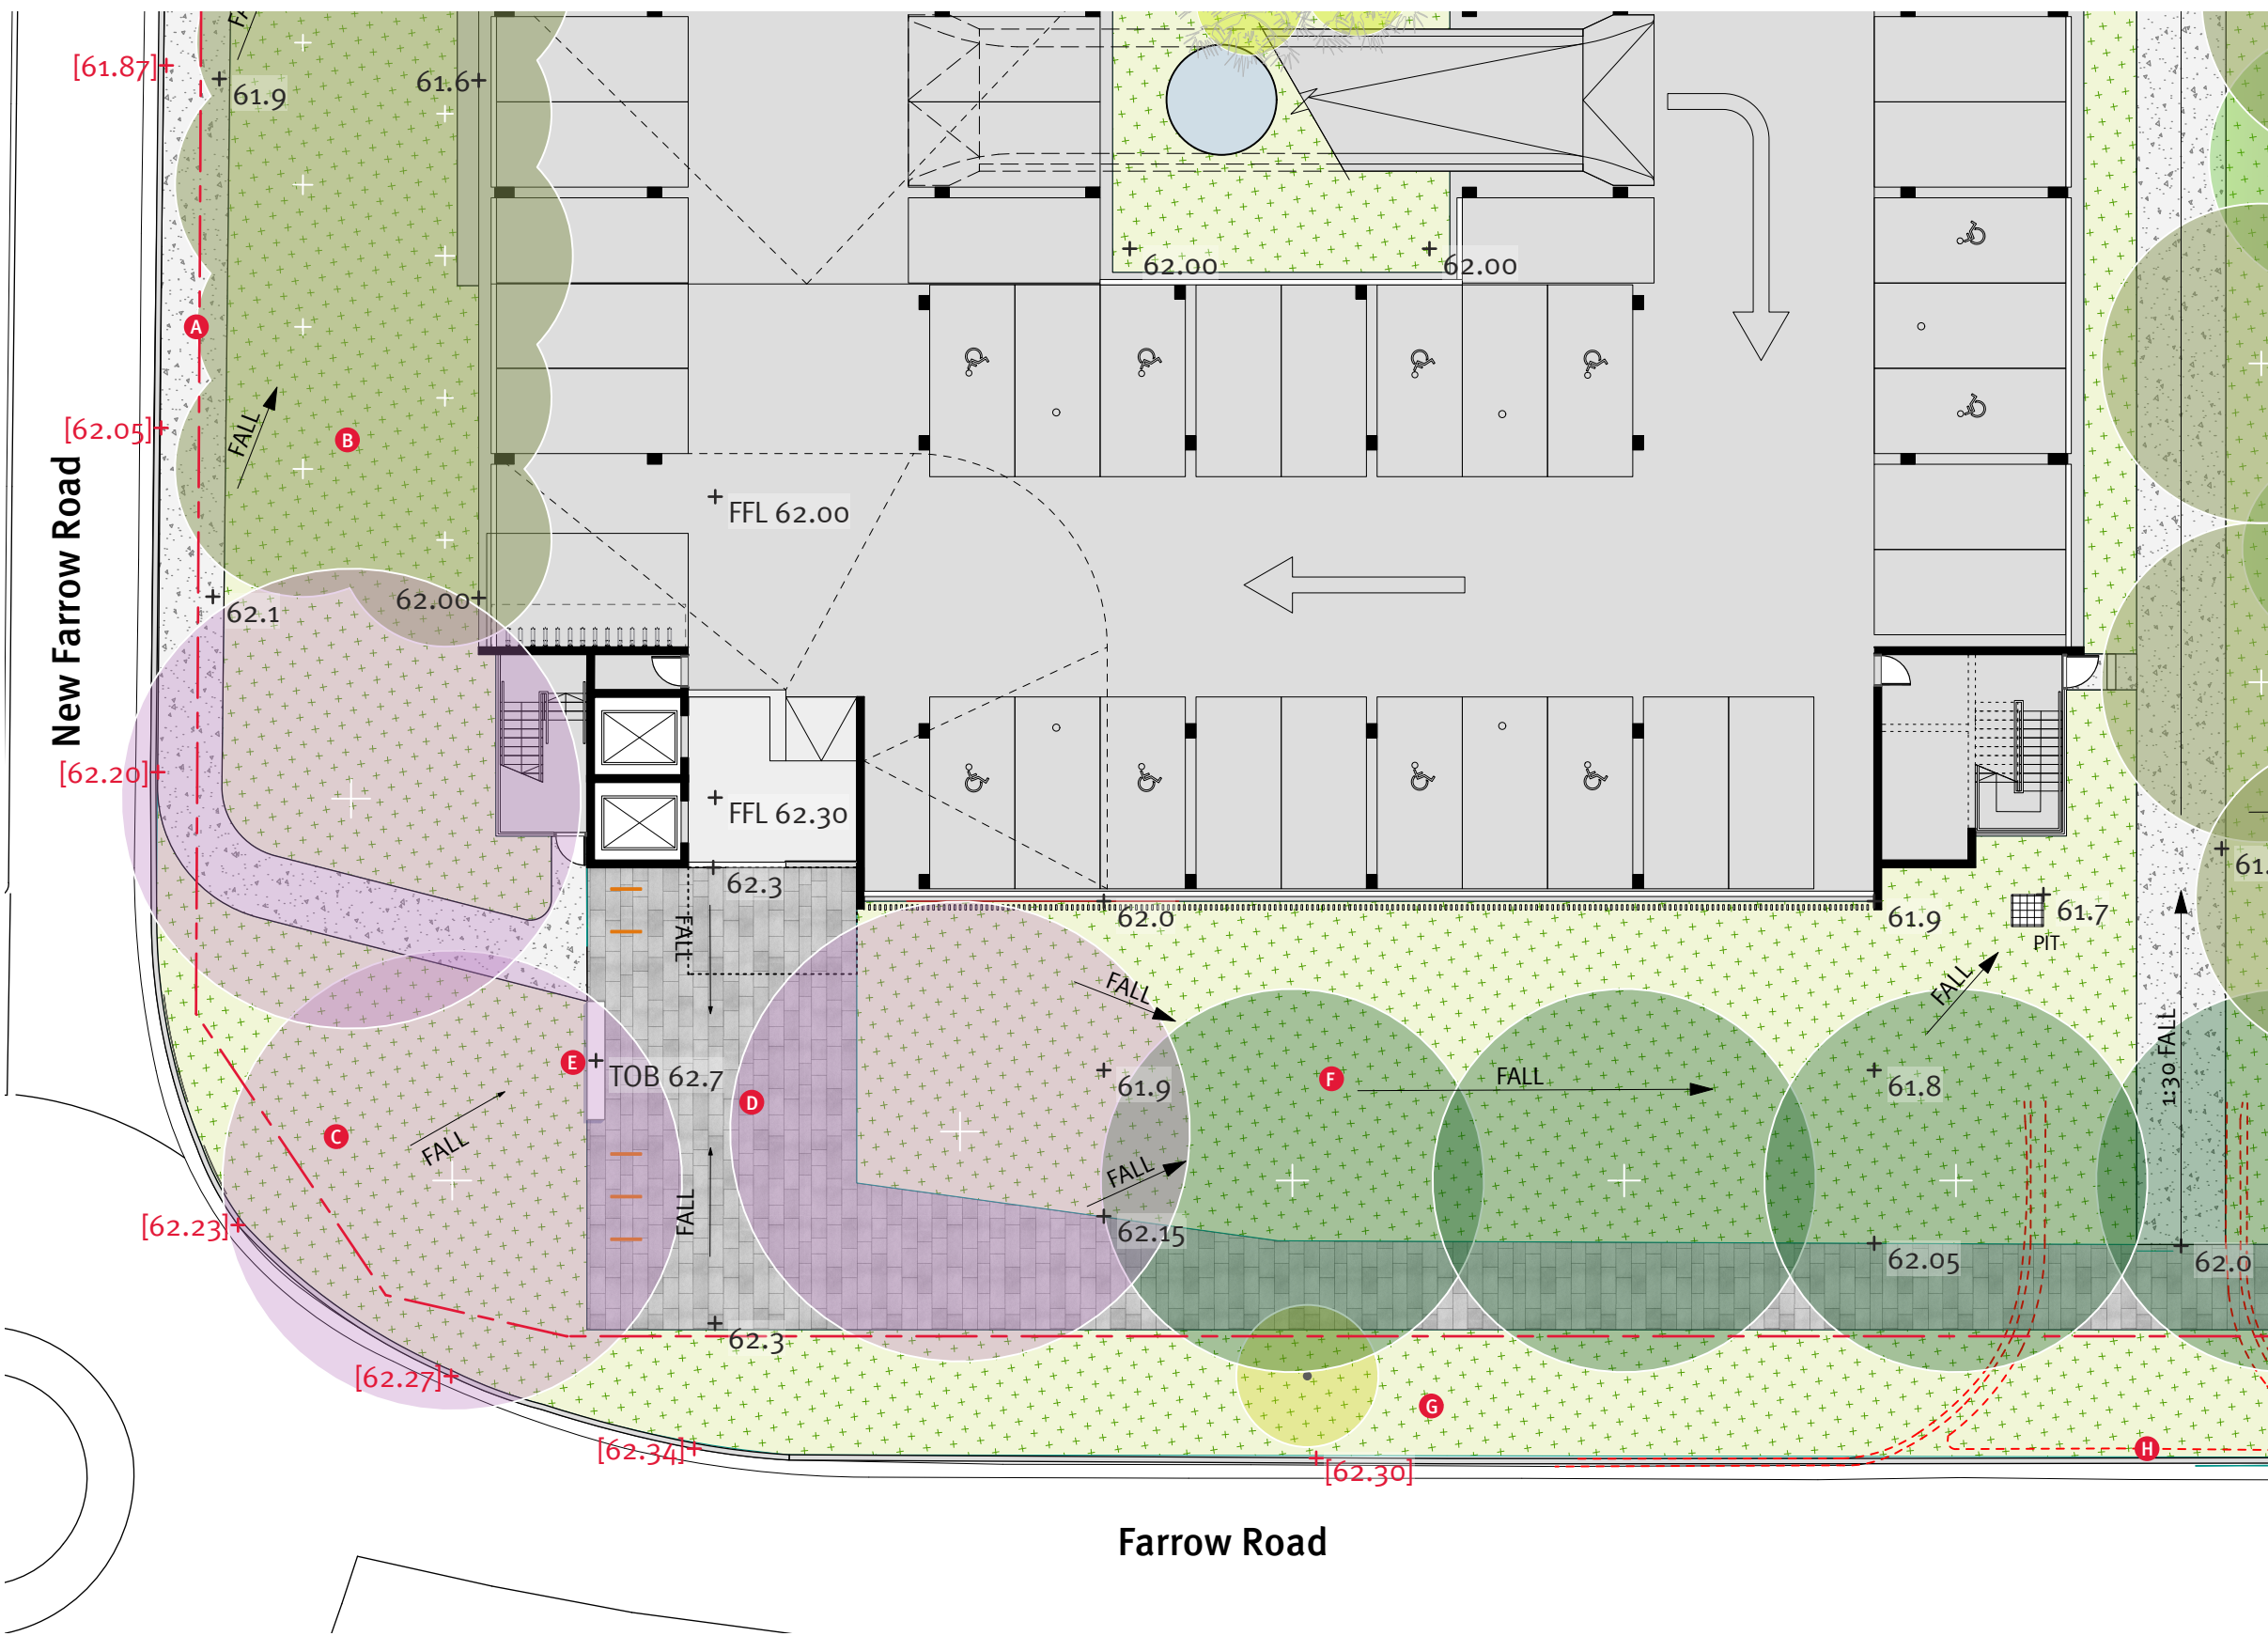 FA
[61.87]
61.9
61.6
62.00
62.00
A
[62.05]
FALL
B
New Farrow Road
FFL 62.00
62.1
62.00
[62.20]
FFL 62.30
62.3
FALL
62.0
61.9
61.7
PIT
61.
FALL
FALL
E
TOB 62.7
D
61.9
F
FALL
61.8
1:30 FALL
C
FALL
FALL
FALL
[62.23]
62.15
62.05
62.0
62.3
[62.27]
G
[62.34]
[62.30]
H
Farrow Road